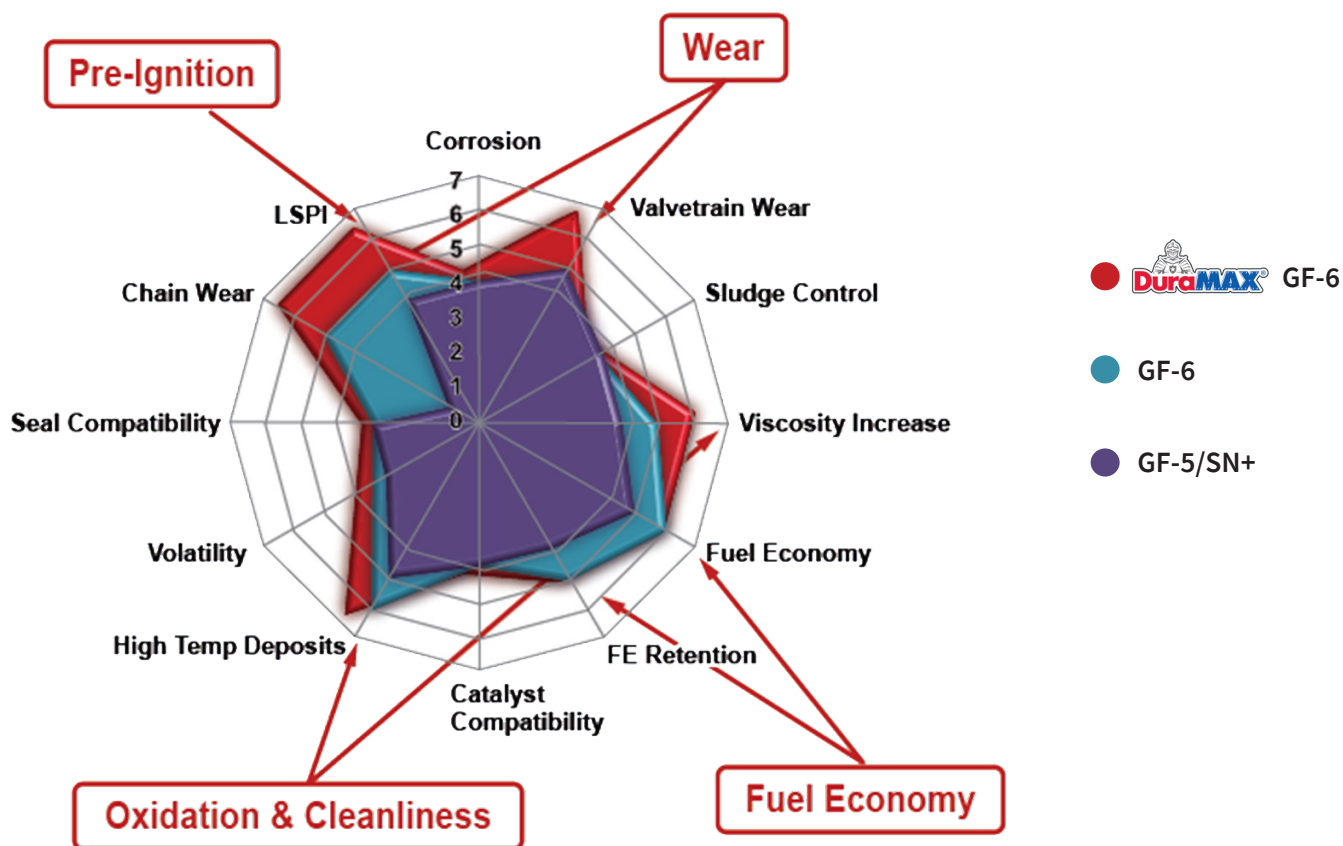 Pre-Ignition
Wear
Corrosion
7
6
5
4
3
2
1
0
LSPI
Valvetrain Wear
Chain Wear
Sludge Control
Seal Compatibility
Viscosity Increase
Volatility
Fuel Economy
High Temp Deposits
FE Retention
Catalyst
Compatibility
Oxidation & Cleanliness
Fuel Economy
DuraMAX® GF-6
GF-6
GF-5/SN+